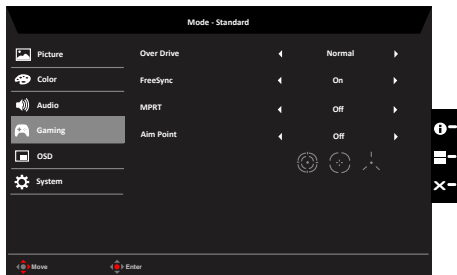 Mode - Standard
Picture
Over Drive Normal
Color
FreeSync On
Audio
MPRT Off
Gaming
Aim Point Off
OSD
System
Move Enter